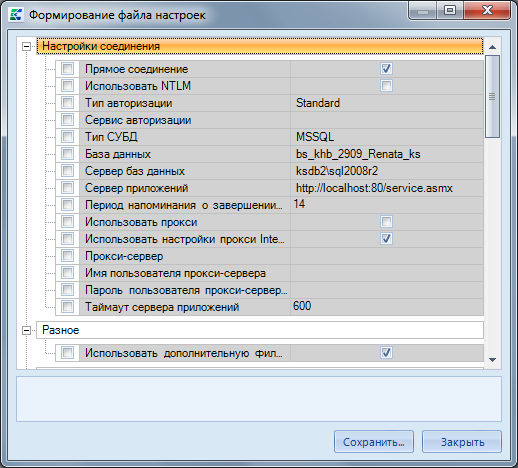 Формирование файла настроек
Настройки соединения
Прямое соединение
Использовать NTLM
Тип авторизации Standard
Сервис авторизации
Тип СУБД MSSQL
База данных bs_khb_2909_Renata_ks
Сервер баз данных ksdb2\sql2008r2
Сервер приложений http://localhost:80/service.asmx
Период напоминания о завершении... 14
Использовать прокси
Использовать настройки прокси Inte...
Прокси-сервер
Имя пользователя прокси-сервера
Пароль пользователя прокси-сервер...
Таймаут сервера приложений 600
Разное
Использовать дополнительную фил...
Сохранить...
Закрыть